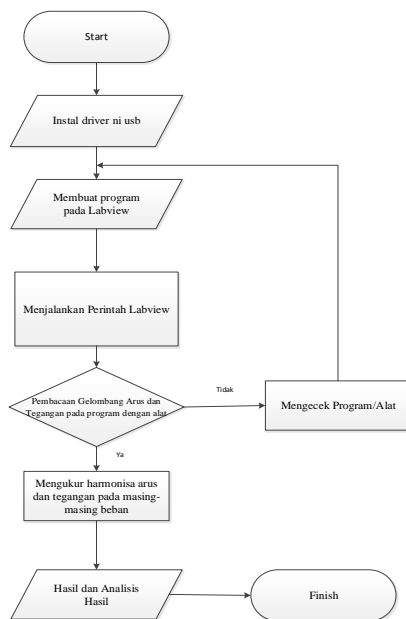 Start
Instal driver ni usb
Membuat program
pada Labview
Menjalankan Perintah Labview
Pembacaan Gelombang Arus dan
Tegangan pada program dengan alat
Tidak
Mengecek Program/Alat
Ya
Mengukur harmonisa arus
dan tegangan pada masing-
masing beban
Hasil dan Analisis
Hasil
Finish